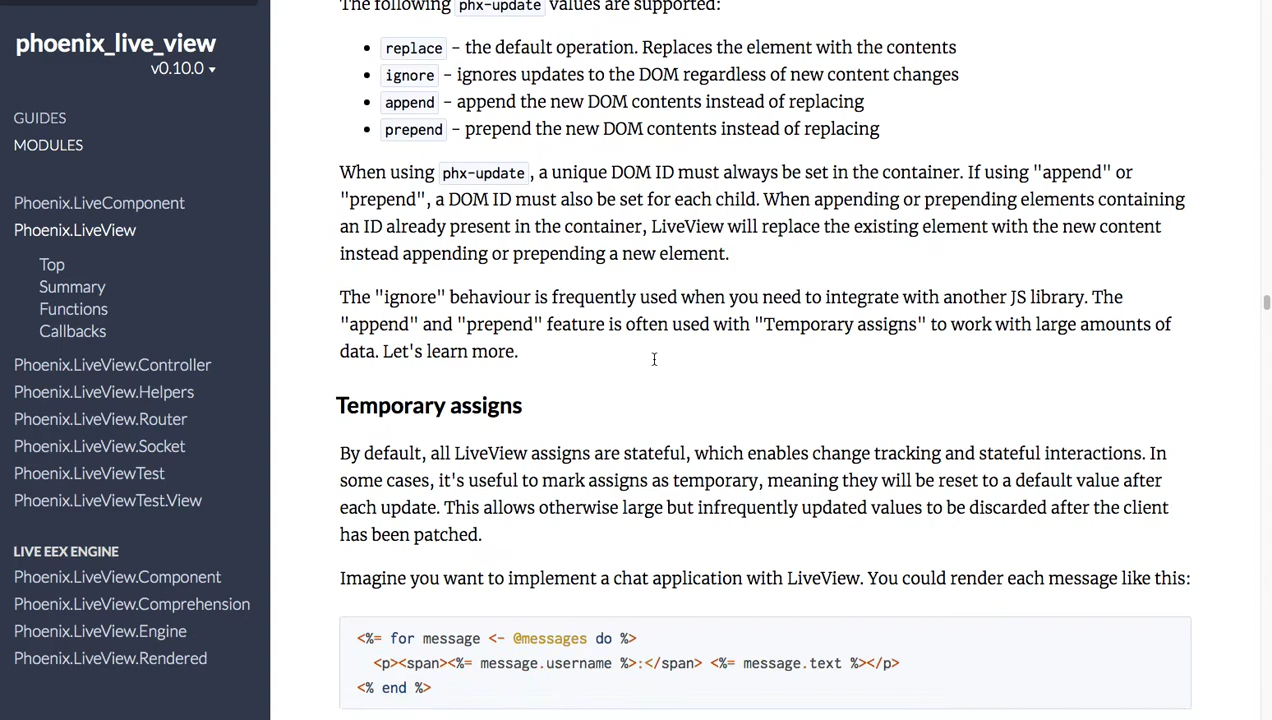 phoenix_live_view
v0.10.0
GUIDES
MODULES
Phoenix.LiveComponent
Phoenix.LiveView
Top
Summary
Functions
Callbacks
Phoenix.LiveView.Controller
Phoenix.LiveView.Helpers
Phoenix.LiveView.Router
Phoenix.LiveView.Socket
Phoenix.LiveViewTest
Phoenix.LiveViewTest.View
LIVE EEX ENGINE
Phoenix.LiveView.Component
Phoenix.LiveView.Comprehension
Phoenix.LiveView.Engine
Phoenix.LiveView.Rendered
The following phx-update values are supported:
• replace - the default operation. Replaces the element with the contents
• ignore - ignores updates to the DOM regardless of new content changes
• append - append the new DOM contents instead of replacing
• prepend - prepend the new DOM contents instead of replacing
When using phx-update, a unique DOM ID must always be set in the container. If using "append" or
"prepend", a DOM ID must also be set for each child. When appending or prepending elements containing
an ID already present in the container, LiveView will replace the existing element with the new content
instead appending or prepending a new element.
The "ignore" behaviour is frequently used when you need to integrate with another JS library. The
"append" and "prepend" feature is often used with "Temporary assigns" to work with large amounts of
data. Let's learn more.
Temporary assigns
By default, all LiveView assigns are stateful, which enables change tracking and stateful interactions. In
some cases, it's useful to mark assigns as temporary, meaning they will be reset to a default value after
each update. This allows otherwise large but infrequently updated values to be discarded after the client
has been patched.
Imagine you want to implement a chat application with LiveView. You could render each message like this:
<%= for message <- @messages do %>
<p><span><%= message.username %>:</span> <%= message.text %></p>
<% end %>